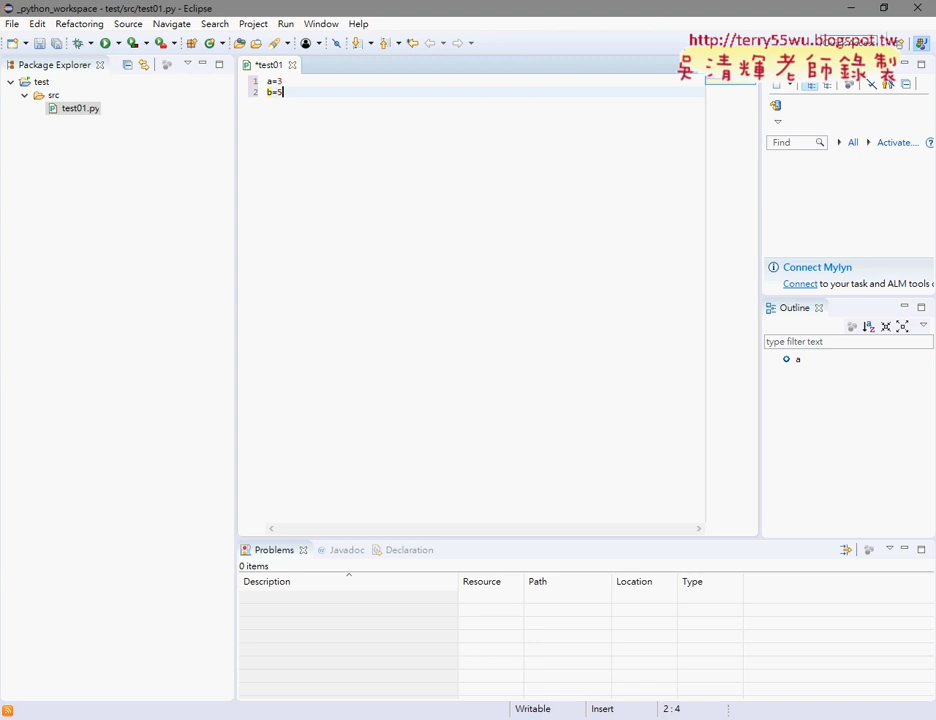 _python_workspace - test/src/test01.py - Eclipse
File Edit Refactoring Source Navigate Search Project Run Window Help
http://terry55wu.blogspot.tw
吳清輝老師錄製
Package Explorer
*test01
test
src
test01.py
1 a=3
2 b=5
Find
All
Activate...
Connect Mylyn
Connect to your task and ALM tools
Outline
type filter text
a
Problems
Javadoc
Declaration
0 items
Description Resource Path Location Type
Writable Insert 2 : 4